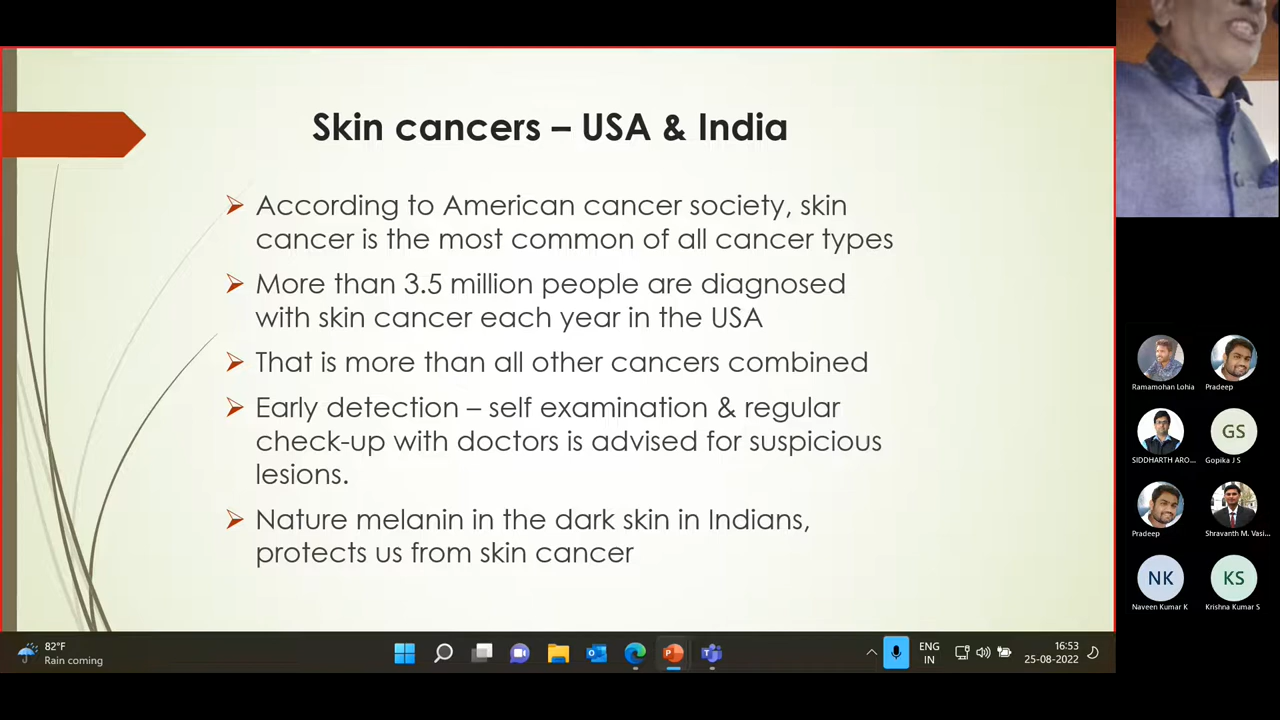 Skin cancers – USA & India
According to American cancer society, skin
cancer is the most common of all cancer types
More than 3.5 million people are diagnosed
with skin cancer each year in the USA
That is more than all other cancers combined
Early detection – self examination & regular
check-up with doctors is advised for suspicious
lesions.
Nature melanin in the dark skin in Indians,
protects us from skin cancer
Ramamohan Lohia
Pradeep
SIDDHARTH ARO...
GS
Gopika J S
Pradeep
Shravanth M. Vasi...
NK
Naveen Kumar K
KS
Krishna Kumar S
82°F
Rain coming
ENG
IN
16:53
25-08-2022